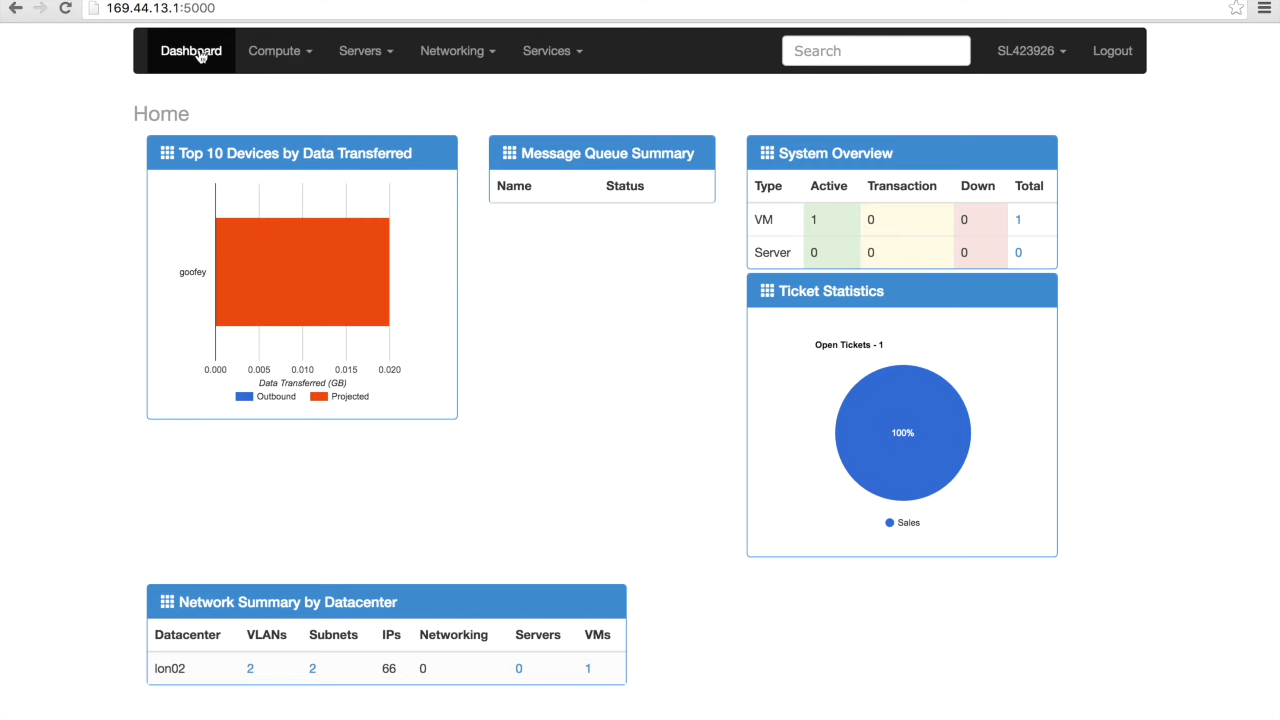 169.44.13.1:5000
Dashboard Compute Servers Networking Services Search SL423926 Logout
Home
Top 10 Devices by Data Transferred
goofey
0.000 0.005 0.010 0.015 0.020
Data Transferred (GB)
Outbound Projected
Message Queue Summary
Name Status
System Overview
Type Active Transaction Down Total
VM 1 0 0 1
Server 0 0 0 0
Ticket Statistics
Open Tickets - 1
100%
Sales
Network Summary by Datacenter
Datacenter VLANs Subnets IPs Networking Servers VMs
lon02 2 2 66 0 0 1